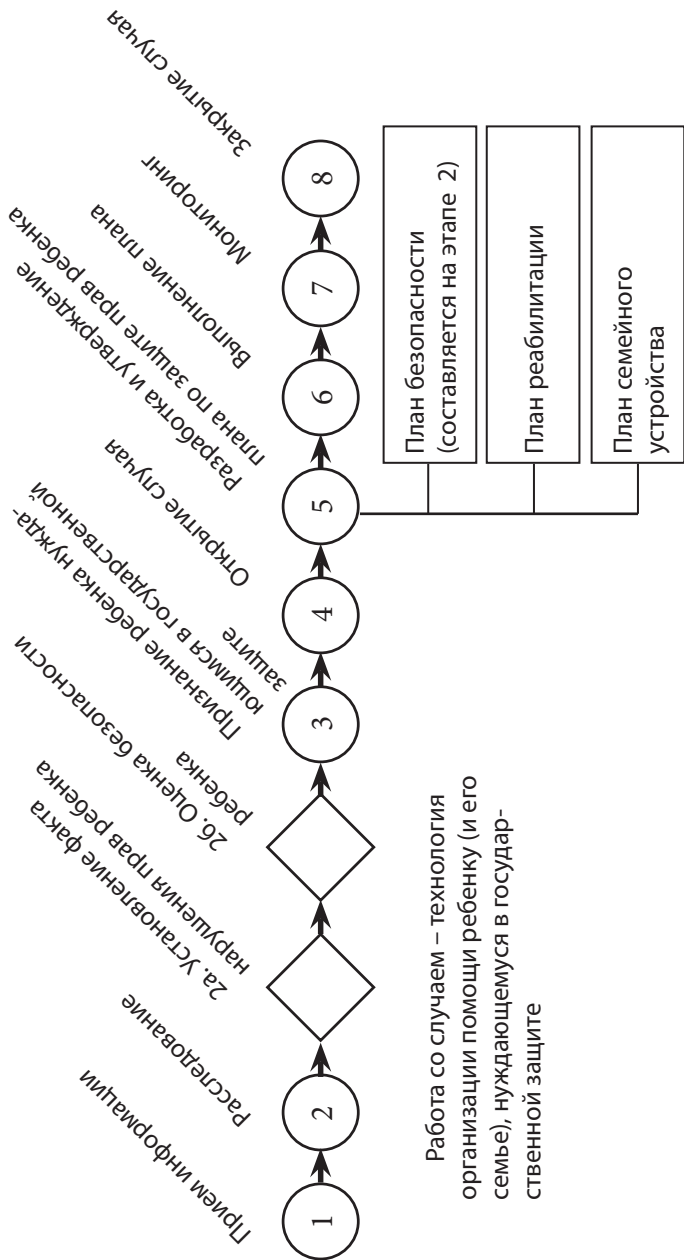 Прием информации
Расследование
2а. Установление факта
нарушения прав ребенка
2б. Оценка безопасности
ребенка
Признание ребенка нужда-
ющимся в государственной
защите
Открытие случая
Разработка и утверждение
плана по защите прав ребенка
Выполнение плана
Мониторинг
Закрытие случая
1
2
3
4
5
6
7
8
План безопасности
(составляется на этапе 2)
План реабилитации
План семейного
устройства
Работа со случаем – технология
организации помощи ребенку (и его
семье), нуждающемуся в государ-
ственной защите